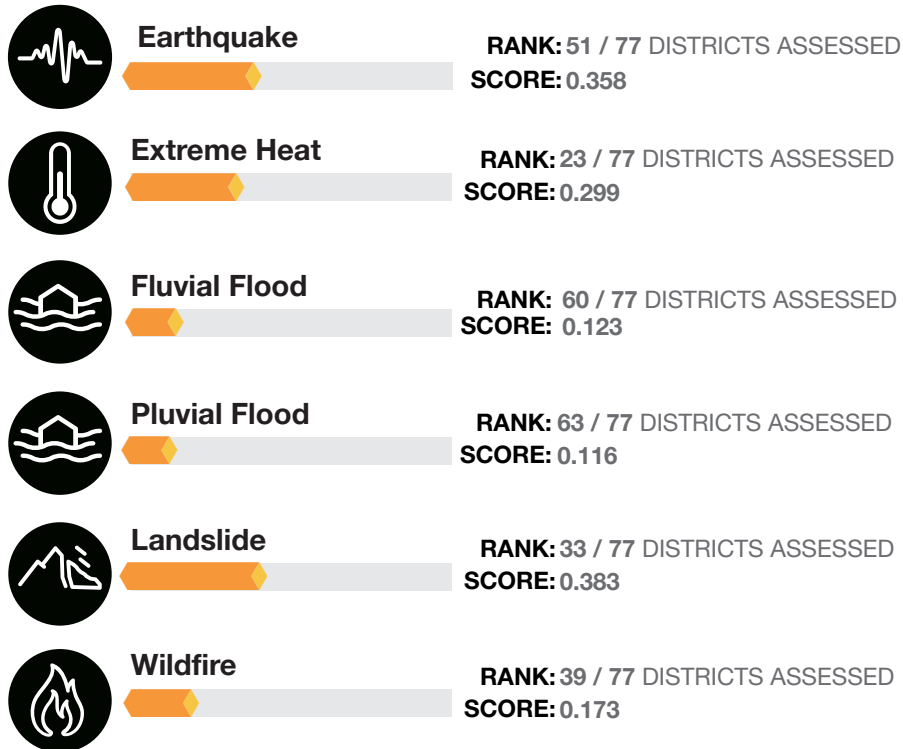 Earthquake
RANK: 51 / 77 DISTRICTS ASSESSED
SCORE: 0.358
Extreme Heat
RANK: 23 / 77 DISTRICTS ASSESSED
SCORE: 0.299
Fluvial Flood
RANK: 60 / 77 DISTRICTS ASSESSED
SCORE: 0.123
Pluvial Flood
RANK: 63 / 77 DISTRICTS ASSESSED
SCORE: 0.116
Landslide
RANK: 33 / 77 DISTRICTS ASSESSED
SCORE: 0.383
Wildfire
RANK: 39 / 77 DISTRICTS ASSESSED
SCORE: 0.173